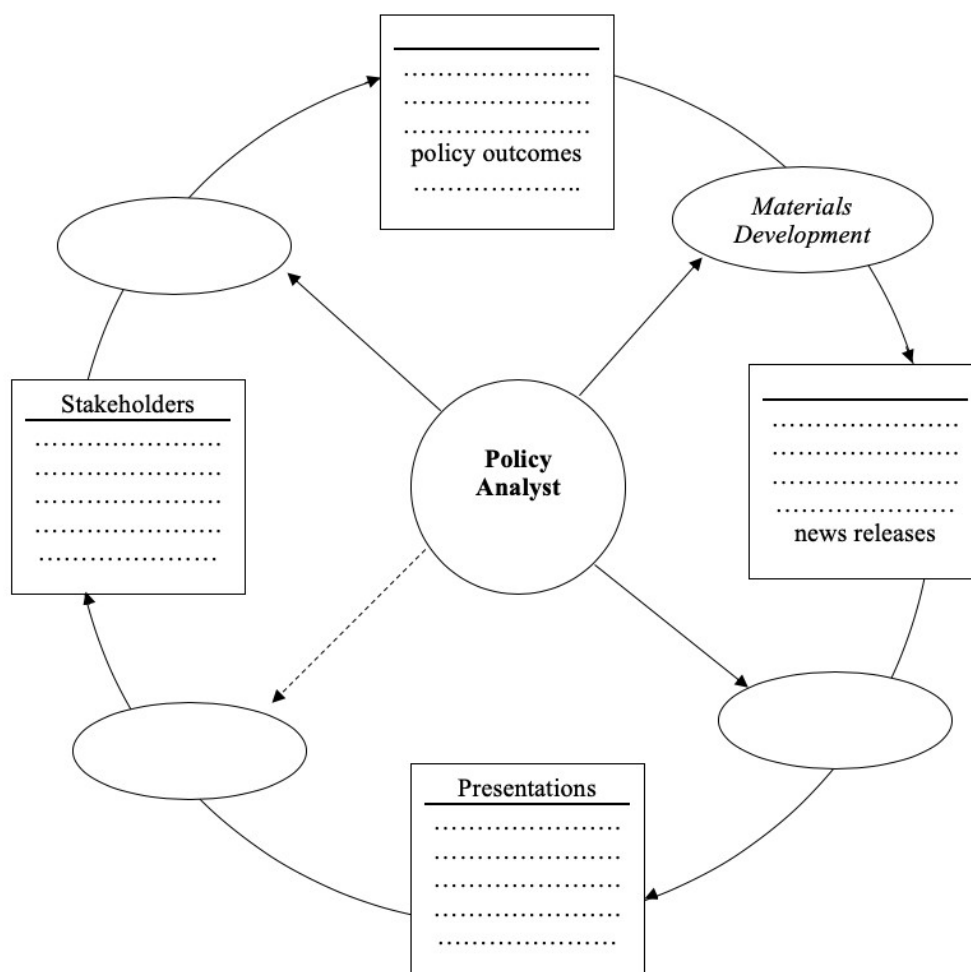 ……………………
……………………
……………………
policy outcomes
………………..
Materials
Development
Stakeholders
……………………
……………………
……………………
……………………
…………………
Policy
Analyst
……………………
……………………
……………………
…………………
news releases
Presentations
……………………
……………………
……………………
……………………
…………………